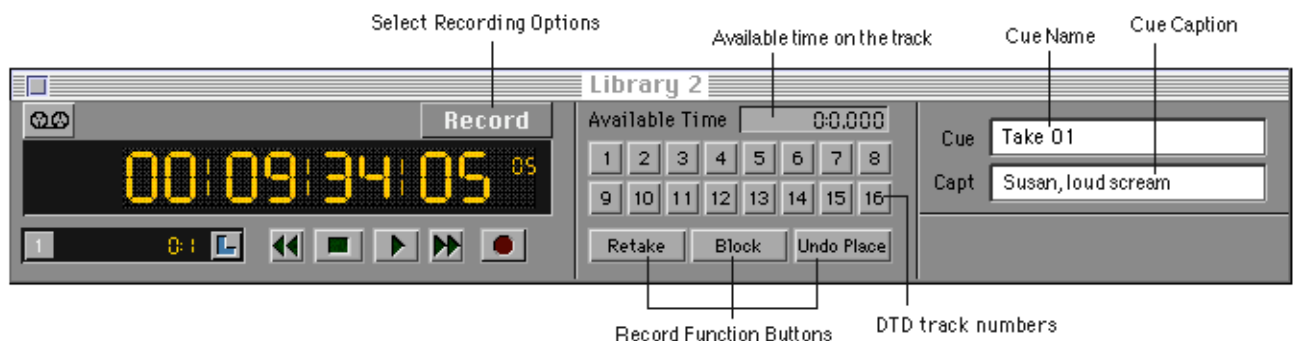 Select Recording Options
Available time on the track
Cue Name
Cue Caption
Library 2
Record
Available Time 0:0.000
Cue Take 01
00:09:34:05 05
1 2 3 4 5 6 7 8
Capt Susan, loud scream
9 10 11 12 13 14 15 16
1 0:1
Retake Block Undo Place
Record Function Buttons
DTD track numbers